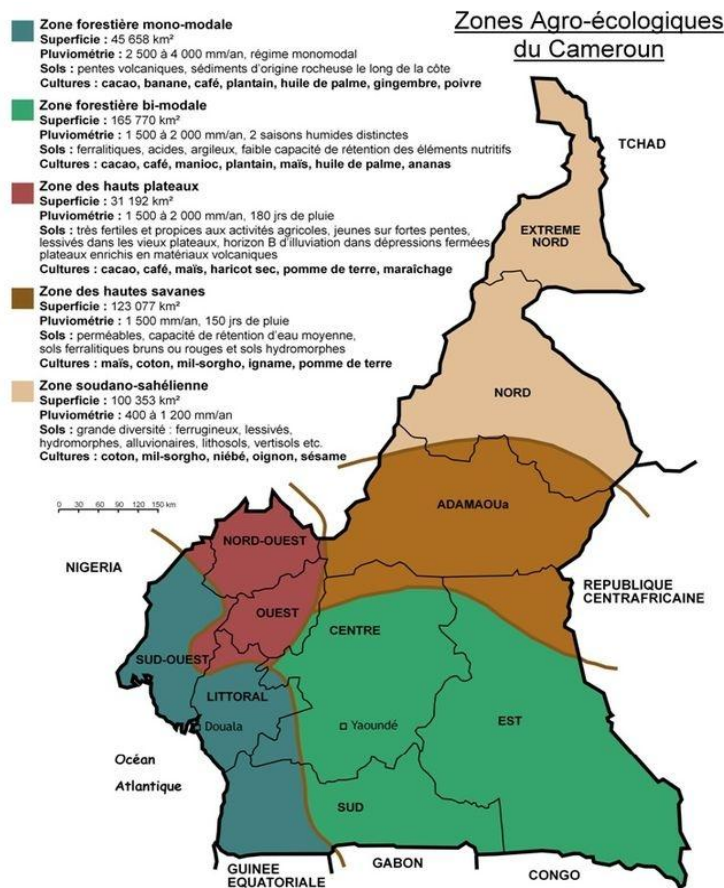 Zones Agro-écologiques
du Cameroun
Zone forestière mono-modale
Superficie : 45 658 km²
Pluviométrie : 2 500 à 4 000 mm/an, régime monomodal
Sols : pentes volcaniques, sédiments d'origine rocheuse le long de la côte
Cultures : cacao, banane, café, plantain, huile de palme, gingembre, poivre
Zone forestière bi-modale
Superficie : 165 770 km²
Pluviométrie : 1 500 à 2 000 mm/an, 2 saisons humides distinctes
Sols : ferralitiques, acides, argileux, faible capacité de rétention des éléments nutritifs
Cultures : cacao, café, manioc, plantain, maïs, huile de palme, ananas
Zone des hauts plateaux
Superficie : 31 192 km²
Pluviométrie : 1 500 à 2 000 mm/an, 180 jrs de pluie
Sols : très fertiles et propices aux activités agricoles, jeunes sur fortes pentes,
lessivés dans les vieux plateaux, horizon B d'illuviation dans dépressions fermées,
plateaux enrichis en matériaux volcaniques
Cultures : cacao, café, maïs, haricot sec, pomme de terre, maraîchage
Zone des hautes savanes
Superficie : 123 077 km²
Pluviométrie : 1 500 mm/an, 150 jrs de pluie
Sols : perméables, capacité de rétention d'eau moyenne,
sols ferralitiques bruns ou rouges et sols hydromorphes
Cultures : maïs, coton, mil-sorgho, igname, pomme de terre
Zone soudano-sahélienne
Superficie : 100 353 km²
Pluviométrie : 400 à 1 200 mm/an
Sols : grande diversité : ferrugineux, lessivés,
hydromorphes, alluvionaires, lithosols, vertisols etc.
Cultures : coton, mil-sorgho, niébé, oignon, sésame
0 30 60 90 120 150 km
TCHAD
EXTREME
NORD
NORD
ADAMAOUa
NORD-OUEST
NIGERIA
REPUBLIQUE
CENTRAFRICAINE
OUEST
CENTRE
SUD-OUEST
LITTORAL
EST
Douala
Yaoundé
Océan
Atlantique
SUD
GUINEE
EQUATORIALE
GABON
CONGO